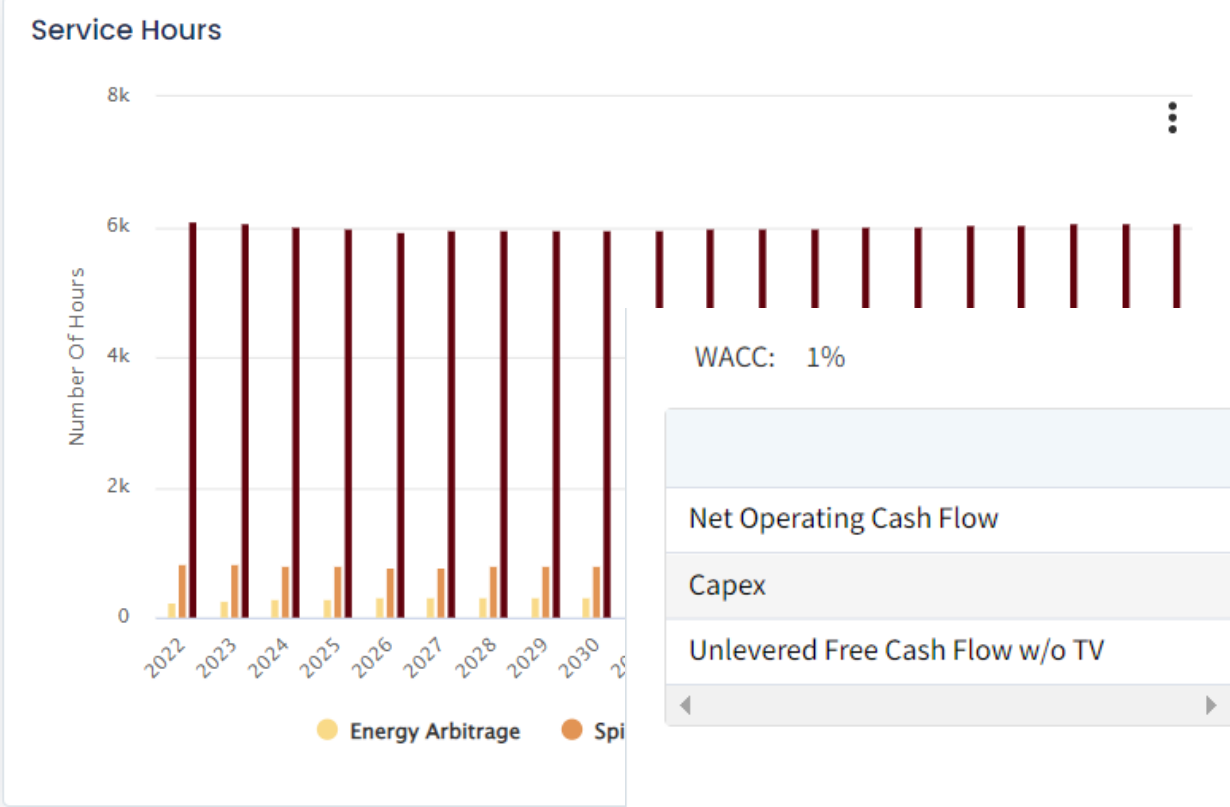 Service Hours
8k
6k
4k
2k
0
Number Of Hours
2022
2023
2024
2025
2026
2027
2028
2029
2030
Energy Arbitrage
Spi
WACC: 1%
Net Operating Cash Flow
Capex
Unlevered Free Cash Flow w/o TV